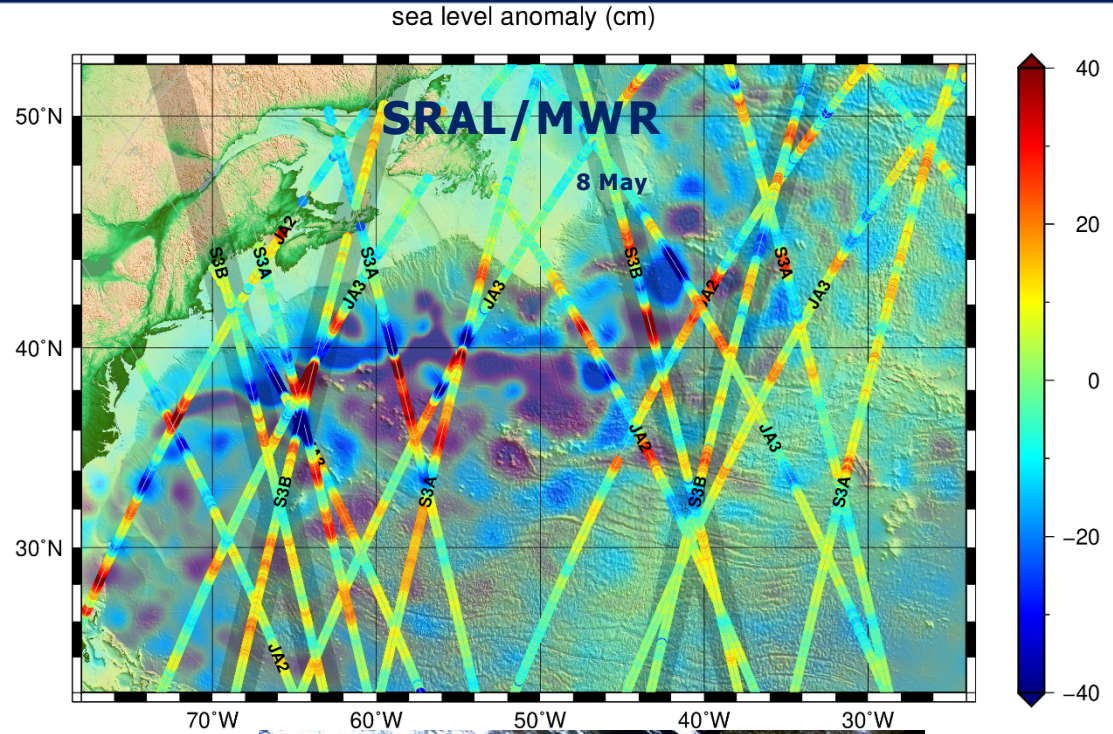 sea level anomaly (cm)
SRAL/MWR
8 May
50°N
40°N
30°N
70°W
60°W
50°W
40°W
30°W
40
20
0
−20
−40
JA2
S3B
S3A
S3A
JA3
JA3
S3B
JA2
S3A
JA3
S3B
S3A
JA2
JA3
S3B
S3A
JA2